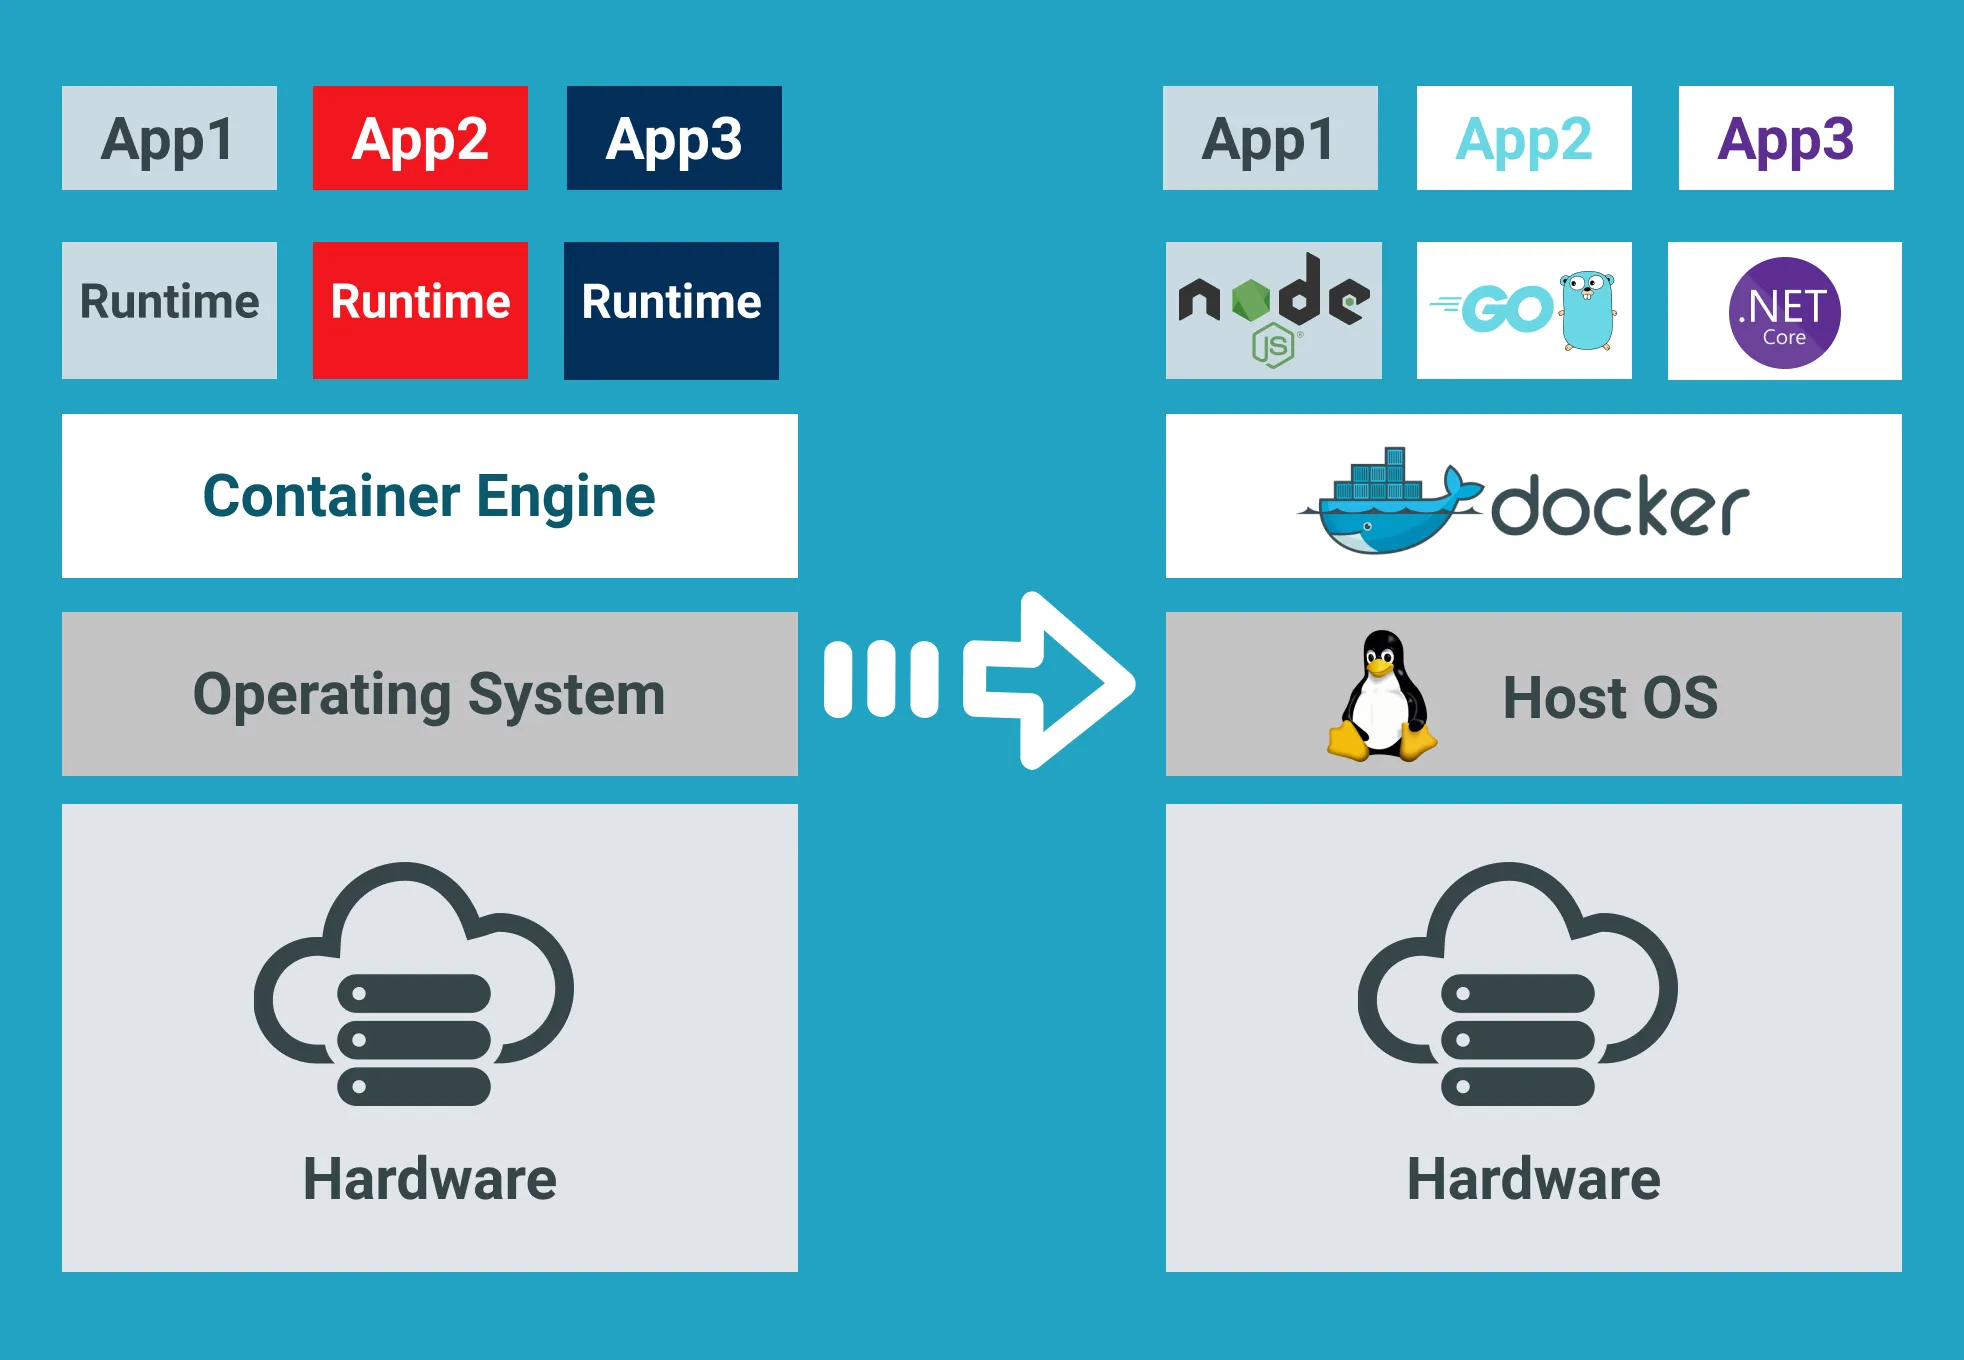 App1
App2
App3
Runtime
Runtime
Runtime
Container Engine
Operating System
Hardware
App1
App2
App3
node
JS
®
GO
.NET
Core
docker
Host OS
Hardware